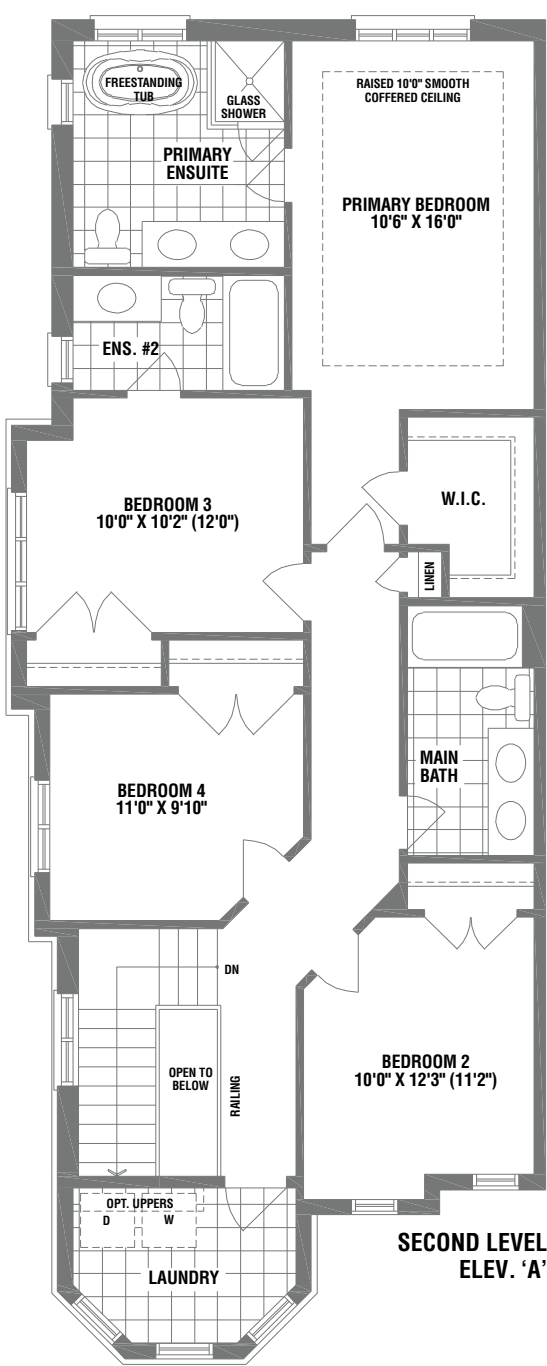 FREESTANDING
TUB
GLASS
SHOWER
RAISED 10'0" SMOOTH
COFFERED CEILING
PRIMARY
ENSUITE
PRIMARY BEDROOM
10'6" X 16'0"
ENS. #2
BEDROOM 3
10'0" X 10'2" (12'0")
W.I.C.
LINEN
MAIN
BATH
BEDROOM 4
11'0" X 9'10"
DN
OPEN TO
BELOW
RAILING
BEDROOM 2
10'0" X 12'3" (11'2")
OPT. UPPERS
D W
LAUNDRY
SECOND LEVEL
ELEV. ‘A’